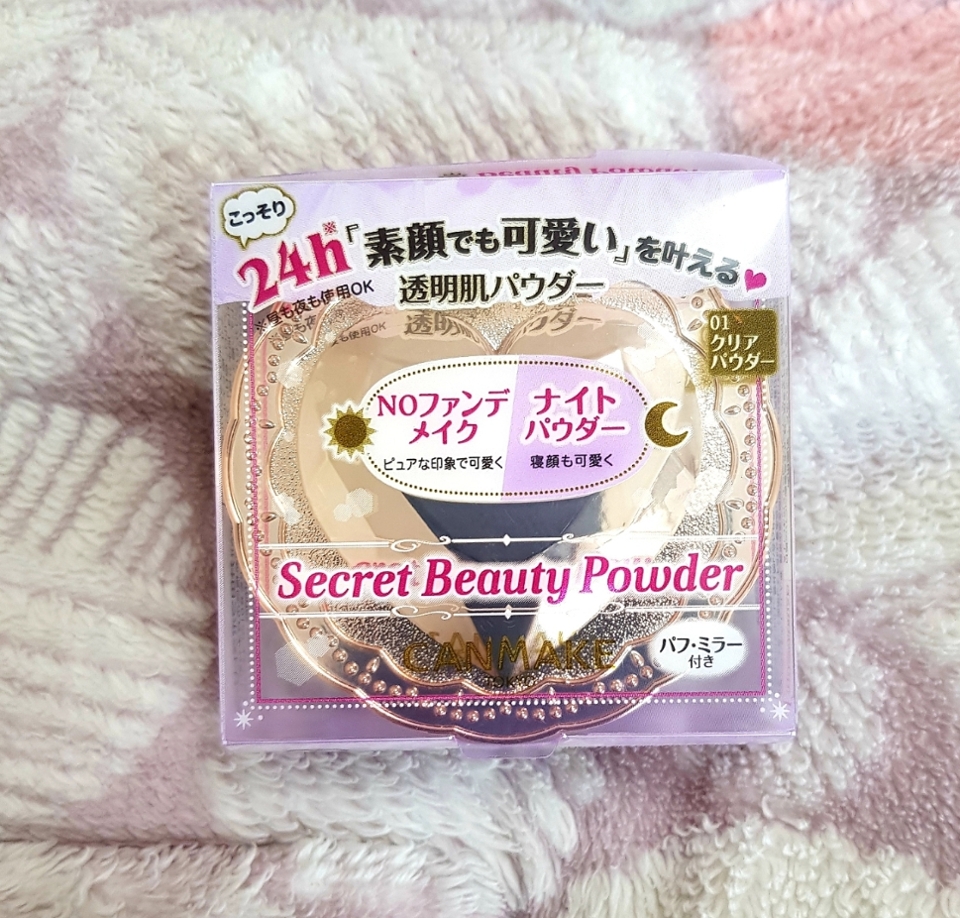 こっそり
24h※『素顔でも可愛い』を叶える
※昼も夜も使用OK
透明肌パウダー
01
クリア
パウダー
NOファンデ
メイク
ピュアな印象で可愛く
ナイト
パウダー
寝顔も可愛く
Secret Beauty Powder
CANMAKE
パフ・ミラー
付き